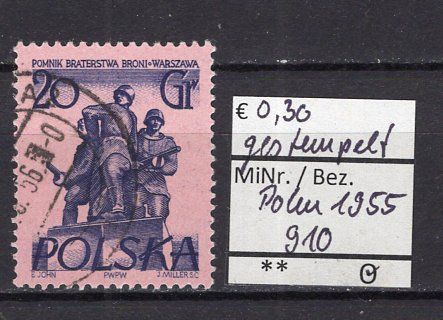 POMNIK BRATERSTWA BRONI•WARSZAWA
20 Gr
POLSKA
E. JOHN PWPW J. MILLER SC.
€ 0,30
gestempelt
MiNr. / Bez.
Polen 1955
910
** ʘ